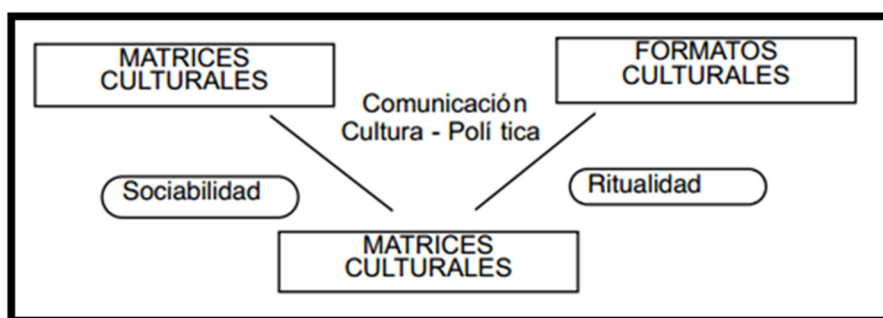 MATRICES
CULTURALES
FORMATOS
CULTURALES
Comunicación
Cultura - Polí tica
Sociabilidad
Ritualidad
MATRICES
CULTURALES